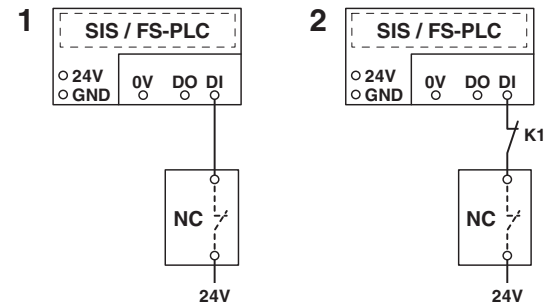 1
SIS / FS-PLC
24V
GND
0V DO DI
NC
24V
2
SIS / FS-PLC
24V
GND
0V DO DI
K1
NC
24V